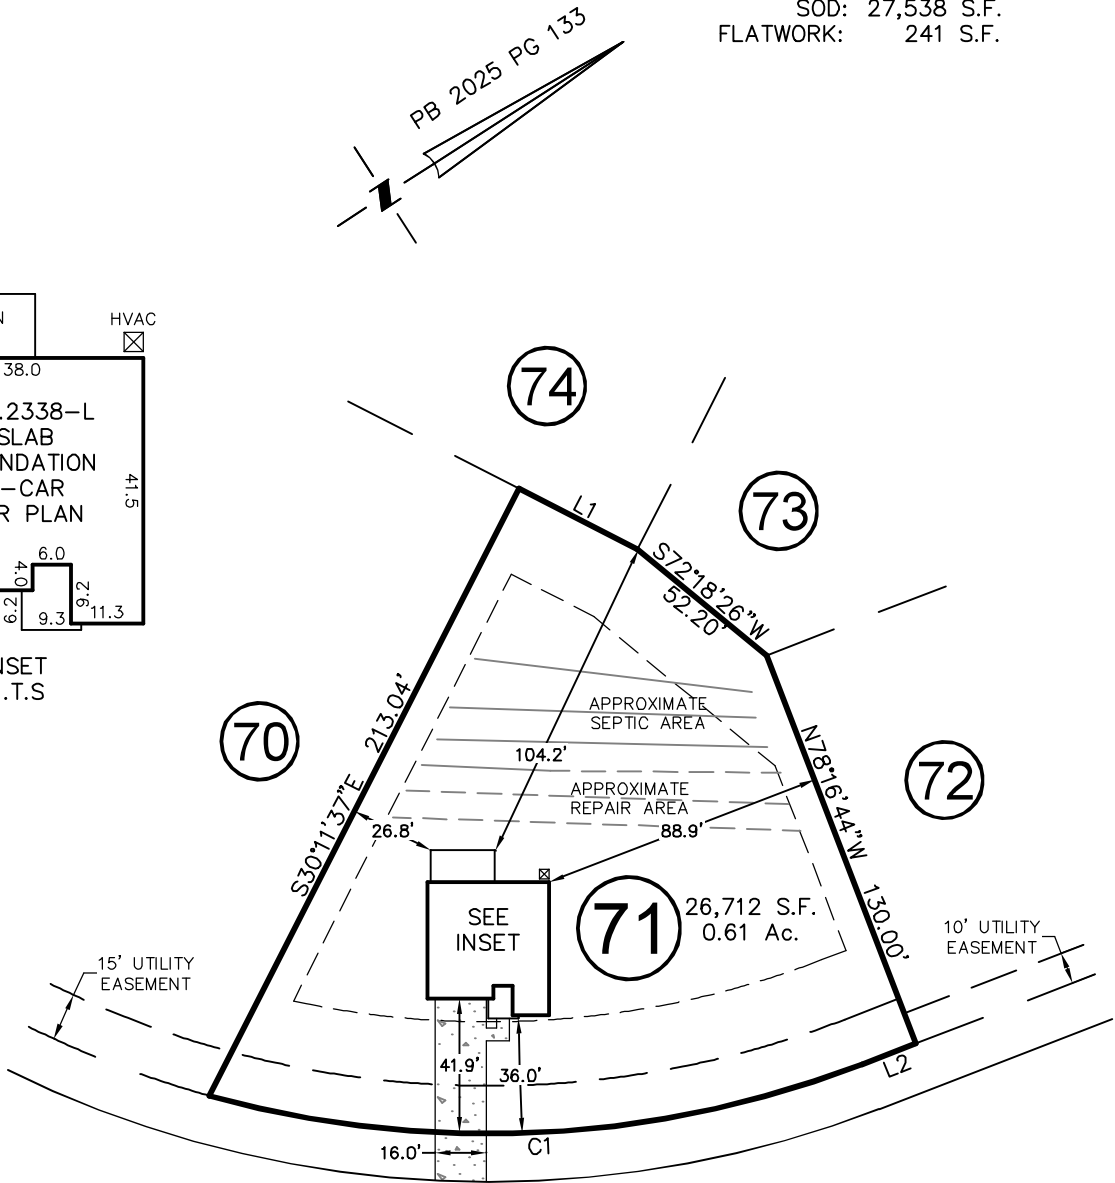 SOD: 27,538 S.F.
FLATWORK: 241 S.F.
PB 2025 PG 133
N
HVAC
38.0
.2338-L
SLAB
NDATION
-CAR
R PLAN
41.5
6.0
4.0
9.2
6.2
9.3
11.3
NSET
.T.S
74
73
L1
S72°18'26"W
52.20'
70
213.04'
S30°11'37"E
APPROXIMATE
SEPTIC AREA
104.2'
APPROXIMATE
REPAIR AREA
26.8'
88.9'
72
N78°16'44"W
130.00'
SEE
INSET
71
26,712 S.F.
0.61 Ac.
10' UTILITY
EASEMENT
15' UTILITY
EASEMENT
41.9'
36.0'
L2
16.0'
C1